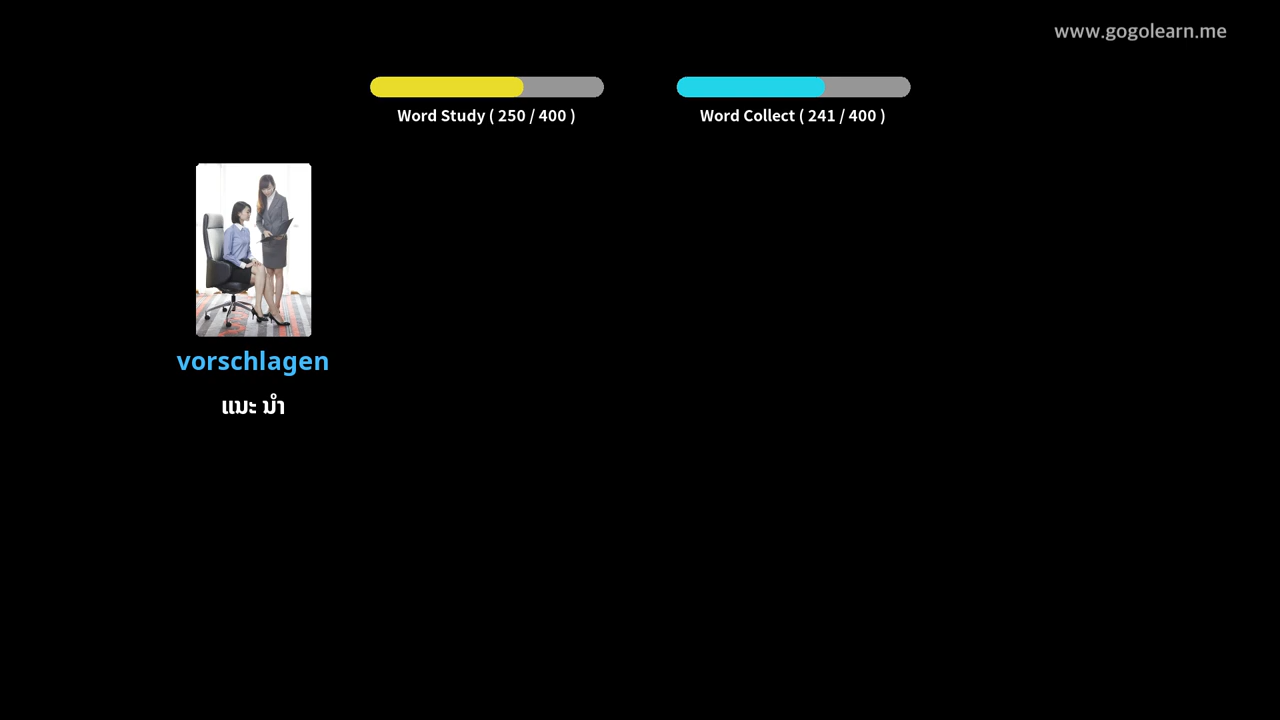 www.gogolearn.me
Word Study ( 250 / 400 )
Word Collect ( 241 / 400 )
vorschlagen
ແນະ ນຳ